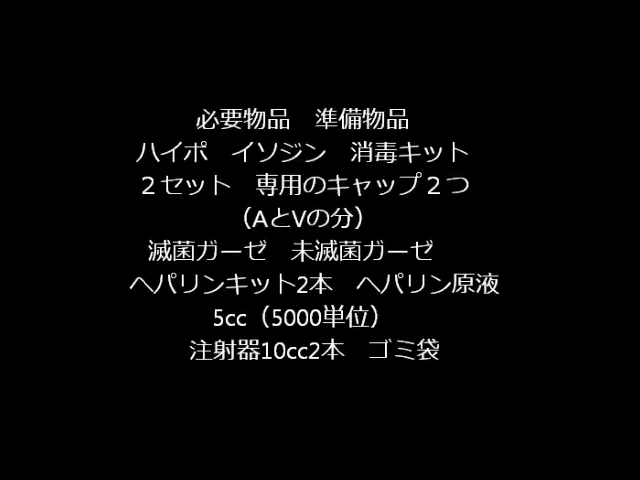 必要物品　準備物品
ハイポ　イソジン　消毒キット
２セット　専用のキャップ２つ
（AとVの分）
滅菌ガーゼ　未滅菌ガーゼ
ヘパリンキット2本　ヘパリン原液
5cc（5000単位）
注射器10cc2本　ゴミ袋